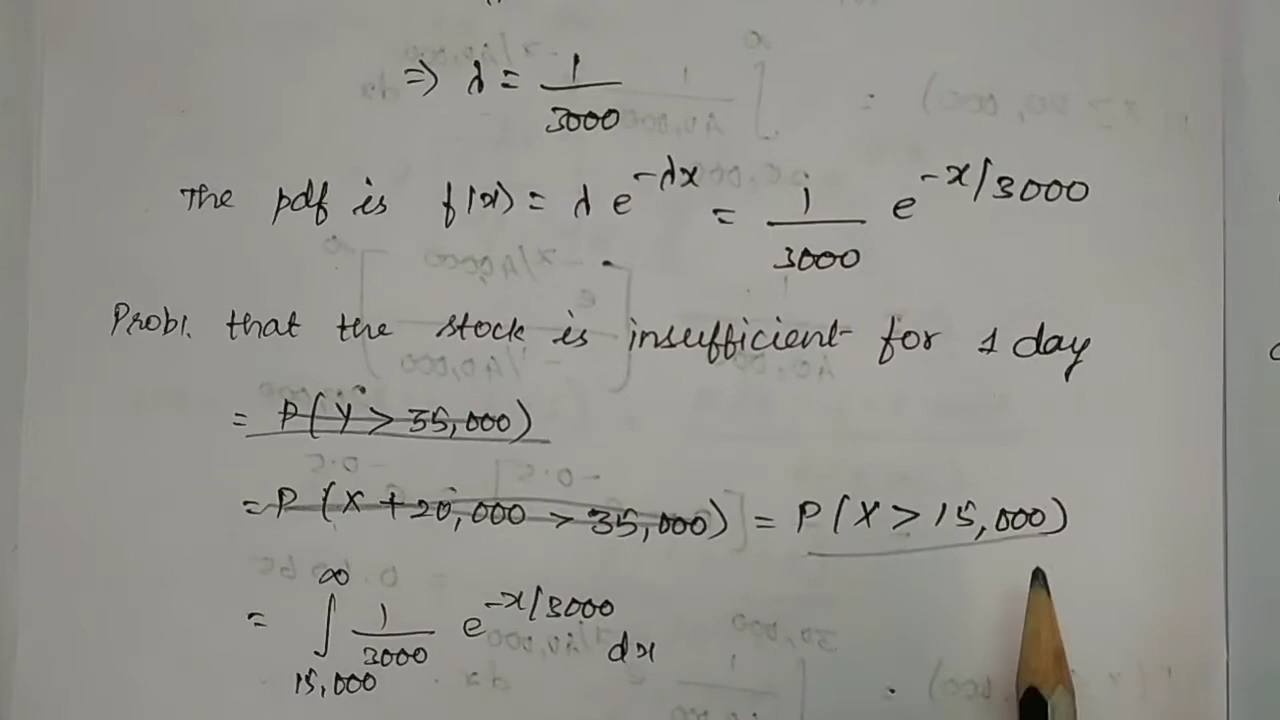 ⇒ λ = 1/3000
The pdf is f(x) = λ e^{-λx} = 1/3000 e^{-x/3000}
Probl. that the stock is insufficient for 1 day
= P(Y > 35,000)
= P(X + 20,000 > 35,000) = P(X > 15,000)
= ∫_{15,000}^{∞} 1/3000 e^{-x/3000} dx